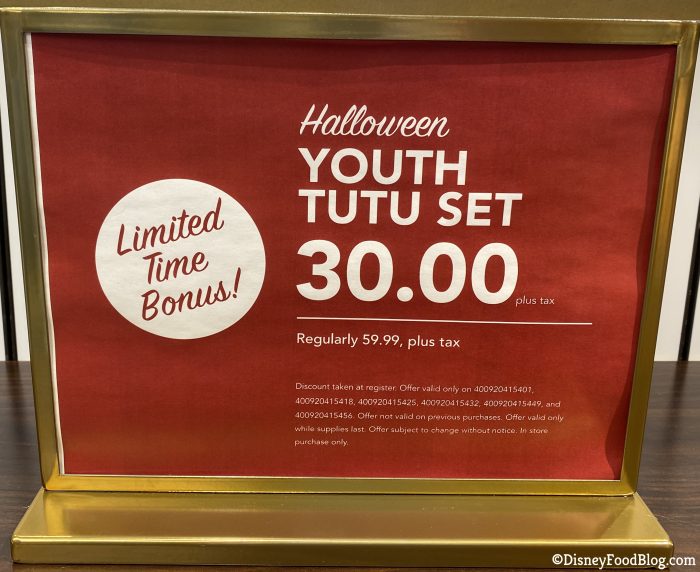 Limited
Time
Bonus!
Halloween
YOUTH
TUTU SET
30.00 plus tax
Regularly 59.99, plus tax
Discount taken at register. Offer valid only on 400920415401,
400920415418, 400920415425, 400920415432, 400920415449, and
400920415456. Offer not valid on previous purchases. Offer valid only
while supplies last. Offer subject to change without notice. In store
purchase only.
©DisneyFoodBlog.com